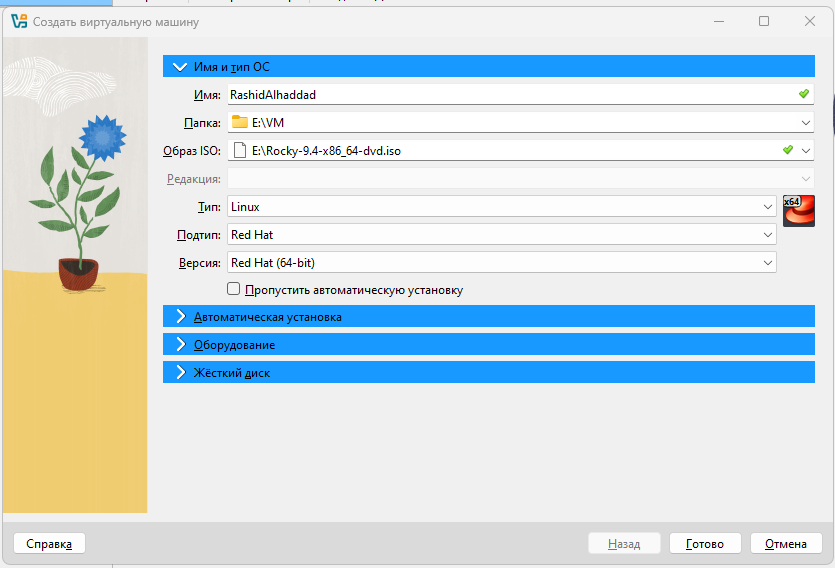 Создать виртуальную машину
Имя и тип ОС
Имя: RashidAlhaddad
Папка: E:\VM
Образ ISO: E:\Rocky-9.4-x86_64-dvd.iso
Редакция:
Тип: Linux
x64
Подтип: Red Hat
Версия: Red Hat (64-bit)
Пропустить автоматическую установку
Автоматическая установка
Оборудование
Жёсткий диск
Справка Назад Готово Отмена